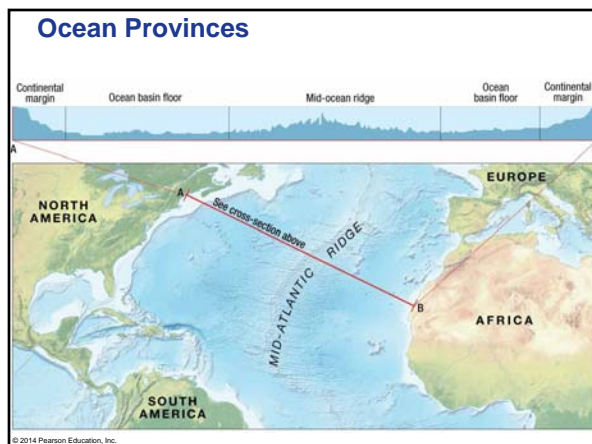 Ocean Provinces
Continental
margin
Ocean basin floor
Mid-ocean ridge
Ocean
basin floor
Continental
margin
A
NORTH
AMERICA
A
See cross-section above
MID-ATLANTIC RIDGE
EUROPE
B
AFRICA
SOUTH
AMERICA
© 2014 Pearson Education, Inc.